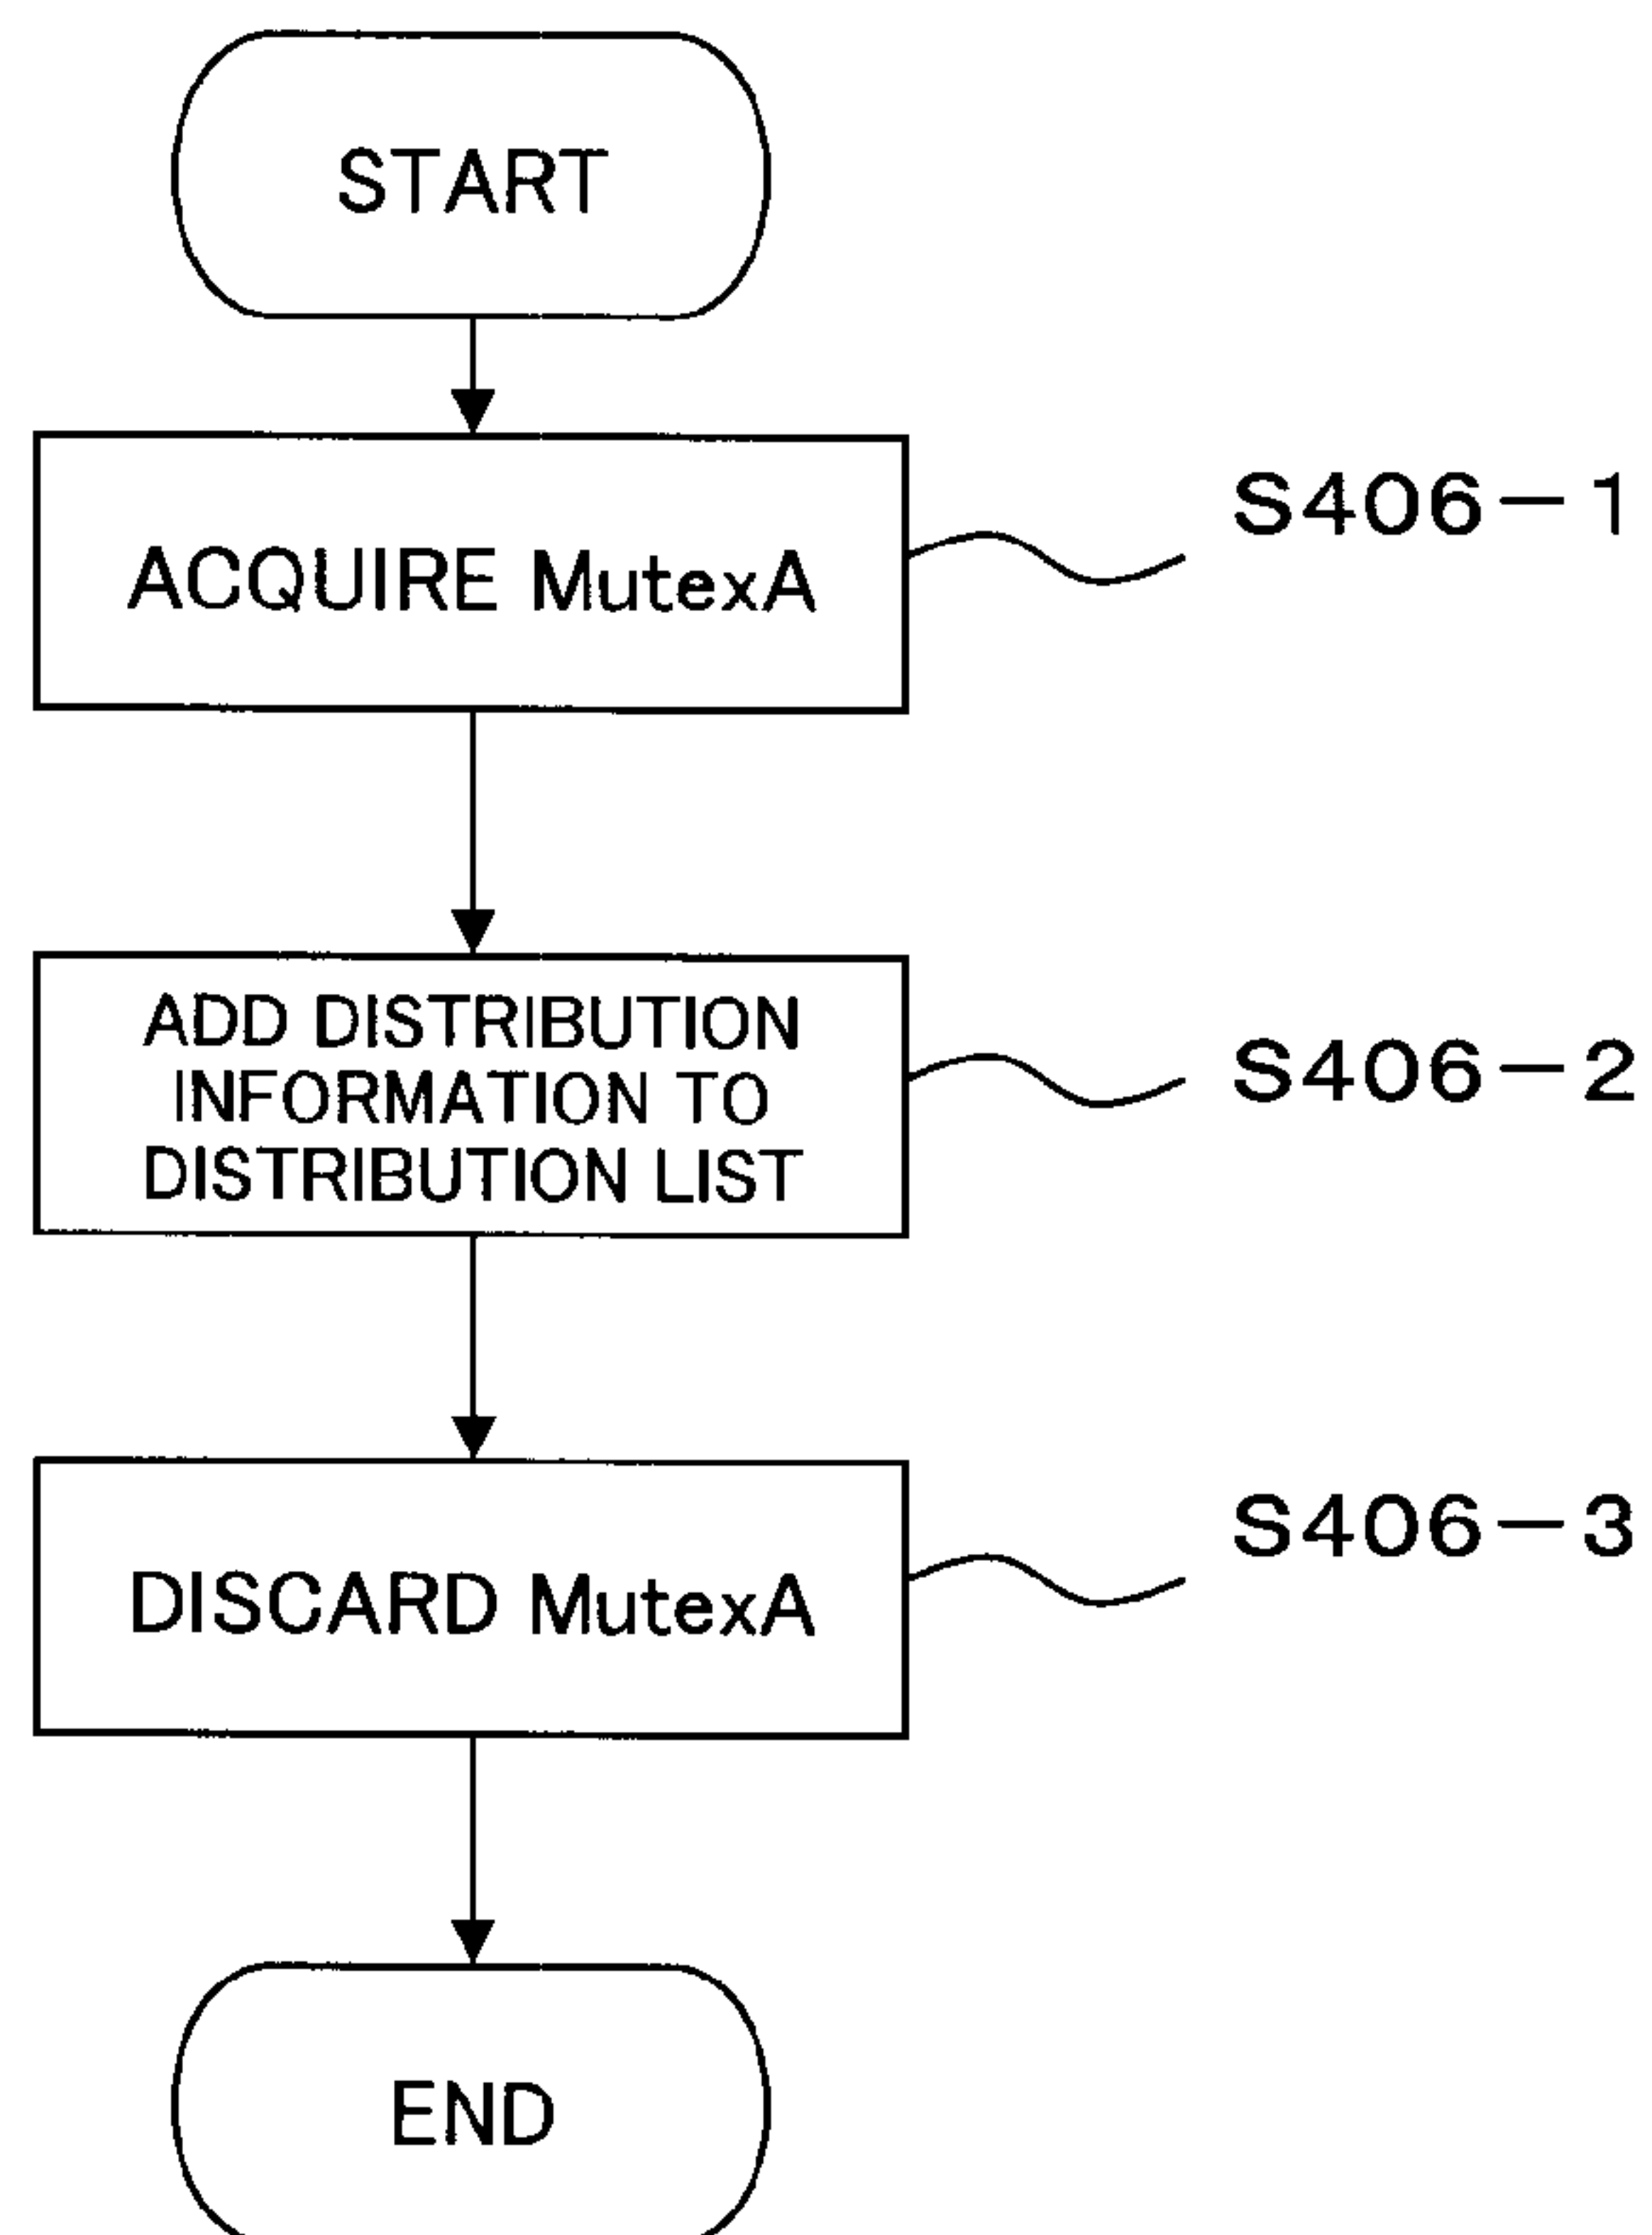 START
ACQUIRE MutexA
S406-1
ADD DISTRIBUTION
INFORMATION TO
DISTRIBUTION LIST
S406-2
DISCARD MutexA
S406-3
END